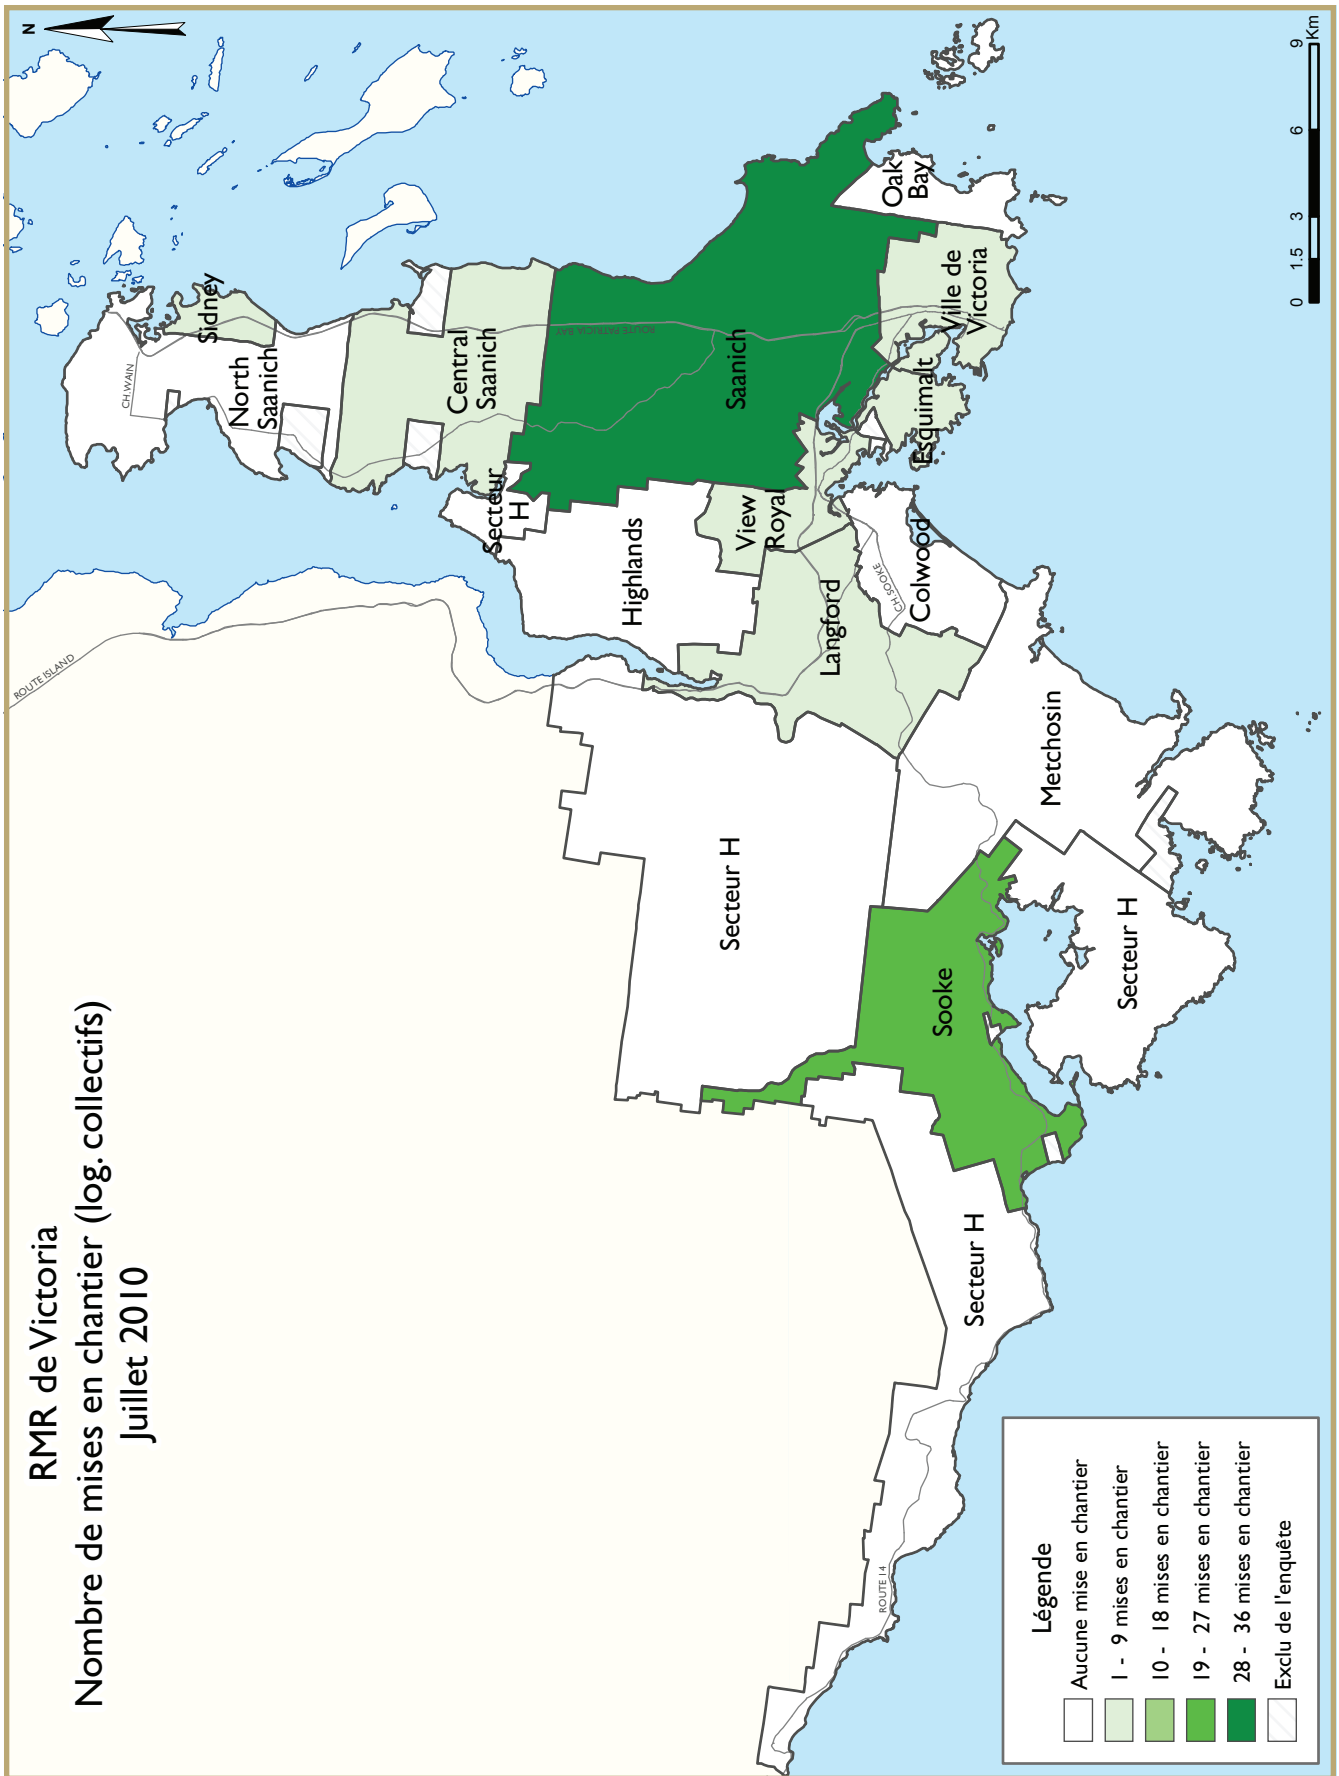 RMR de Victoria
Nombre de mises en chantier (log. collectifs)
Juillet 2010
N
ROUTE ISLAND
CH. WAIN
Sidney
North
Saanich
Central
Saanich
ROUTE PATRICIA BAY
Secteur
H
Saanich
Highlands
View
Royal
Oak
Bay
Ville de
Victoria
Esquimalt
Langford
CH. SOOKE
Colwood
Metchosin
Secteur H
Sooke
Secteur H
Secteur H
ROUTE 14
Légende
Aucune mise en chantier
1 - 9 mises en chantier
10 - 18 mises en chantier
19 - 27 mises en chantier
28 - 36 mises en chantier
Exclu de l'enquête
0 1.5 3 6 9
Km